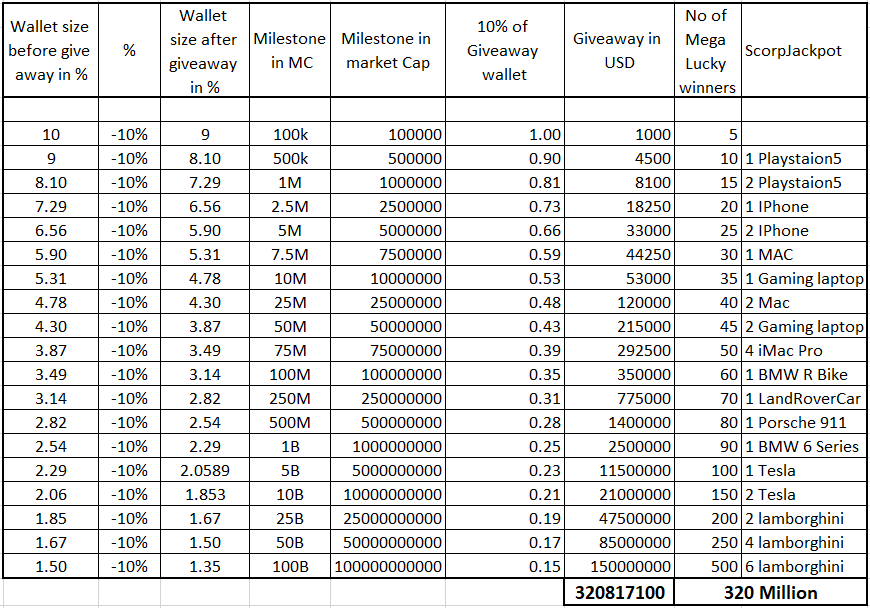 Wallet size before give away in % | % | Wallet size after giveaway in % | Milestone in MC | Milestone in market Cap | 10% of Giveaway wallet | Giveaway in USD | No of Mega Lucky winners | ScorpJackpot
10 | -10% | 9 | 100k | 100000 | 1.00 | 1000 | 5
9 | -10% | 8.10 | 500k | 500000 | 0.90 | 4500 | 10 | 1 Playstaion5
8.10 | -10% | 7.29 | 1M | 1000000 | 0.81 | 8100 | 15 | 2 Playstaion5
7.29 | -10% | 6.56 | 2.5M | 2500000 | 0.73 | 18250 | 20 | 1 IPhone
6.56 | -10% | 5.90 | 5M | 5000000 | 0.66 | 33000 | 25 | 2 IPhone
5.90 | -10% | 5.31 | 7.5M | 7500000 | 0.59 | 44250 | 30 | 1 MAC
5.31 | -10% | 4.78 | 10M | 10000000 | 0.53 | 53000 | 35 | 1 Gaming laptop
4.78 | -10% | 4.30 | 25M | 25000000 | 0.48 | 120000 | 40 | 2 Mac
4.30 | -10% | 3.87 | 50M | 50000000 | 0.43 | 215000 | 45 | 2 Gaming laptop
3.87 | -10% | 3.49 | 75M | 75000000 | 0.39 | 292500 | 50 | 4 iMac Pro
3.49 | -10% | 3.14 | 100M | 100000000 | 0.35 | 350000 | 60 | 1 BMW R Bike
3.14 | -10% | 2.82 | 250M | 250000000 | 0.31 | 775000 | 70 | 1 LandRoverCar
2.82 | -10% | 2.54 | 500M | 500000000 | 0.28 | 1400000 | 80 | 1 Porsche 911
2.54 | -10% | 2.29 | 1B | 1000000000 | 0.25 | 2500000 | 90 | 1 BMW 6 Series
2.29 | -10% | 2.0589 | 5B | 5000000000 | 0.23 | 11500000 | 100 | 1 Tesla
2.06 | -10% | 1.853 | 10B | 10000000000 | 0.21 | 21000000 | 150 | 2 Tesla
1.85 | -10% | 1.67 | 25B | 25000000000 | 0.19 | 47500000 | 200 | 2 lamborghini
1.67 | -10% | 1.50 | 50B | 50000000000 | 0.17 | 85000000 | 250 | 4 lamborghini
1.50 | -10% | 1.35 | 100B | 100000000000 | 0.15 | 150000000 | 500 | 6 lamborghini
320817100 | 320 Million